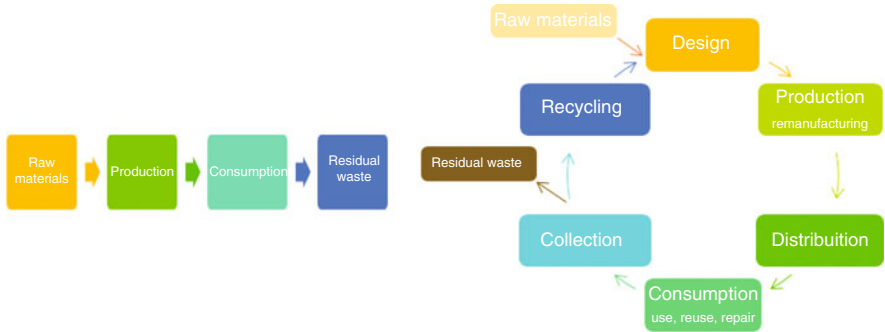 Raw
materials
Production
Consumption
Residual
waste
Raw materials
Design
Production
remanufacturing
Distribuition
Consumption
use, reuse, repair
Collection
Residual waste
Recycling